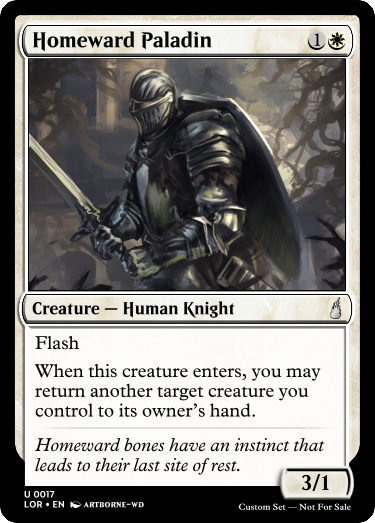 Homeward Paladin 1
Creature — Human Knight
Flash
When this creature enters, you may
return another target creature you
control to its owner's hand.
Homeward bones have an instinct that
leads to their last site of rest.
3/1
U 0017
LOR • EN ARTBORNE-WD
Custom Set — Not For Sale